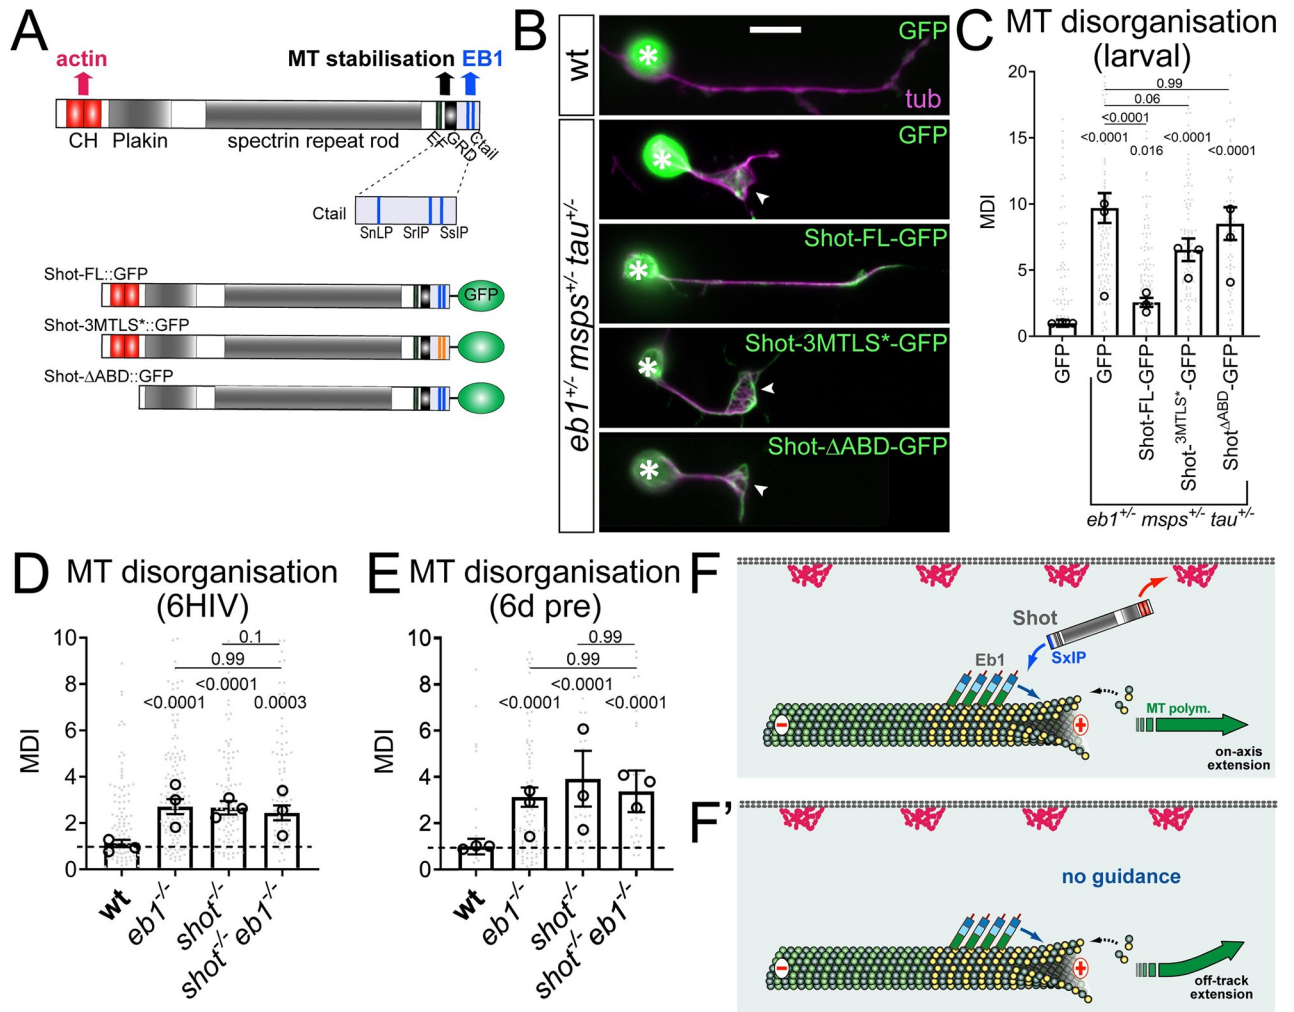 A
actin
MT stabilisation EB1
CH Plakin spectrin repeat rod EF GRD Ctail
Ctail
SnLP SrIP SsIP
Shot-FL::GFP
GFP
Shot-3MTLS*::GFP
Shot-ΔABD::GFP
B
wt
eb1+/- msps+/- tau+/-
GFP
*
tub
GFP
*
Shot-FL-GFP
*
Shot-3MTLS*-GFP
*
Shot-ΔABD-GFP
*
C MT disorganisation
(larval)
MDI
20
15
10
5
0
0.99
0.06
<0.0001
<0.0001 <0.0001
0.016 <0.0001
GFP
GFP
Shot-FL-GFP
Shot-3MTLS*-GFP
ShotΔABD-GFP
eb1+/- msps+/- tau+/-
D MT disorganisation
(6HIV)
MDI
10
8
6
4
2
0
0.1
0.99
<0.0001
<0.0001 0.0003
wt
eb1-/-
shot-/-
shot-/- eb1-/-
E MT disorganisation
(6d pre)
MDI
10
8
6
4
2
0
0.99
0.99
<0.0001
<0.0001 <0.0001
wt
eb1-/-
shot-/-
shot-/- eb1-/-
F
Shot
Eb1 SxIP
MT polym.
- +
on-axis
extension
F'
no guidance
- +
off-track
extension